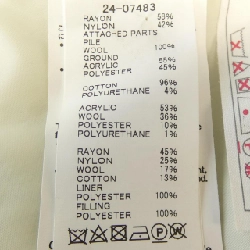 24-07483
RAYON 53%
NYLON 47%
ATTACHED PARTS
PILE
WOOL 100%
GROUND 55%
ACRYLIC 45%
POLYESTER
COTTON 96%
POLYURETHANE 4%
ACRYLIC 53%
WOOL 36%
POLYESTER
POLYURETHANE 1%
RAYON 45%
NYLON 25%
WOOL 17%
COTTON 13%
LINER
POLYESTER 100%
FILLING
POLYESTER 100%